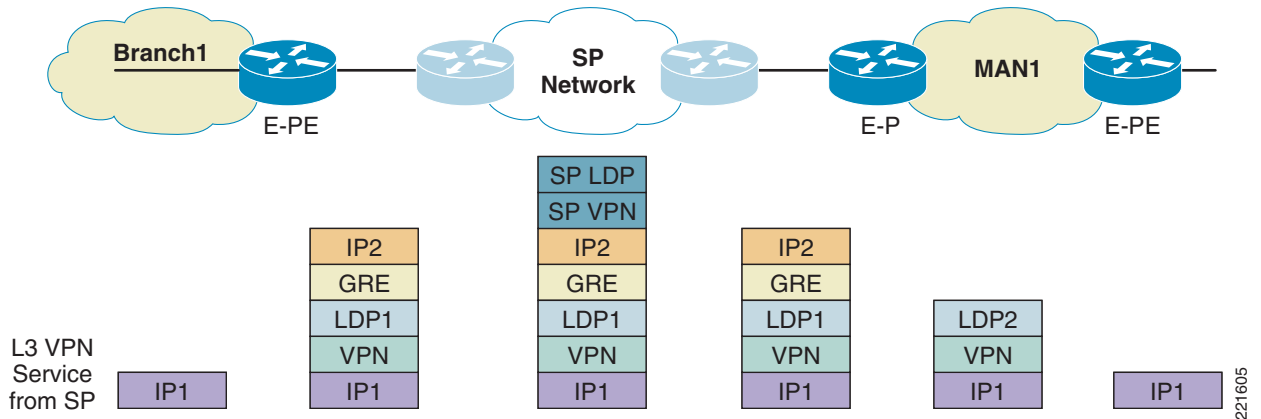 Branch1
SP
Network
MAN1
E-PE
E-P
E-PE
SP LDP
SP VPN
IP2
IP2
IP2
GRE
GRE
GRE
LDP1
LDP1
LDP1
LDP2
VPN
VPN
VPN
VPN
L3 VPN
Service
from SP
IP1
IP1
IP1
IP1
IP1
IP1
221605